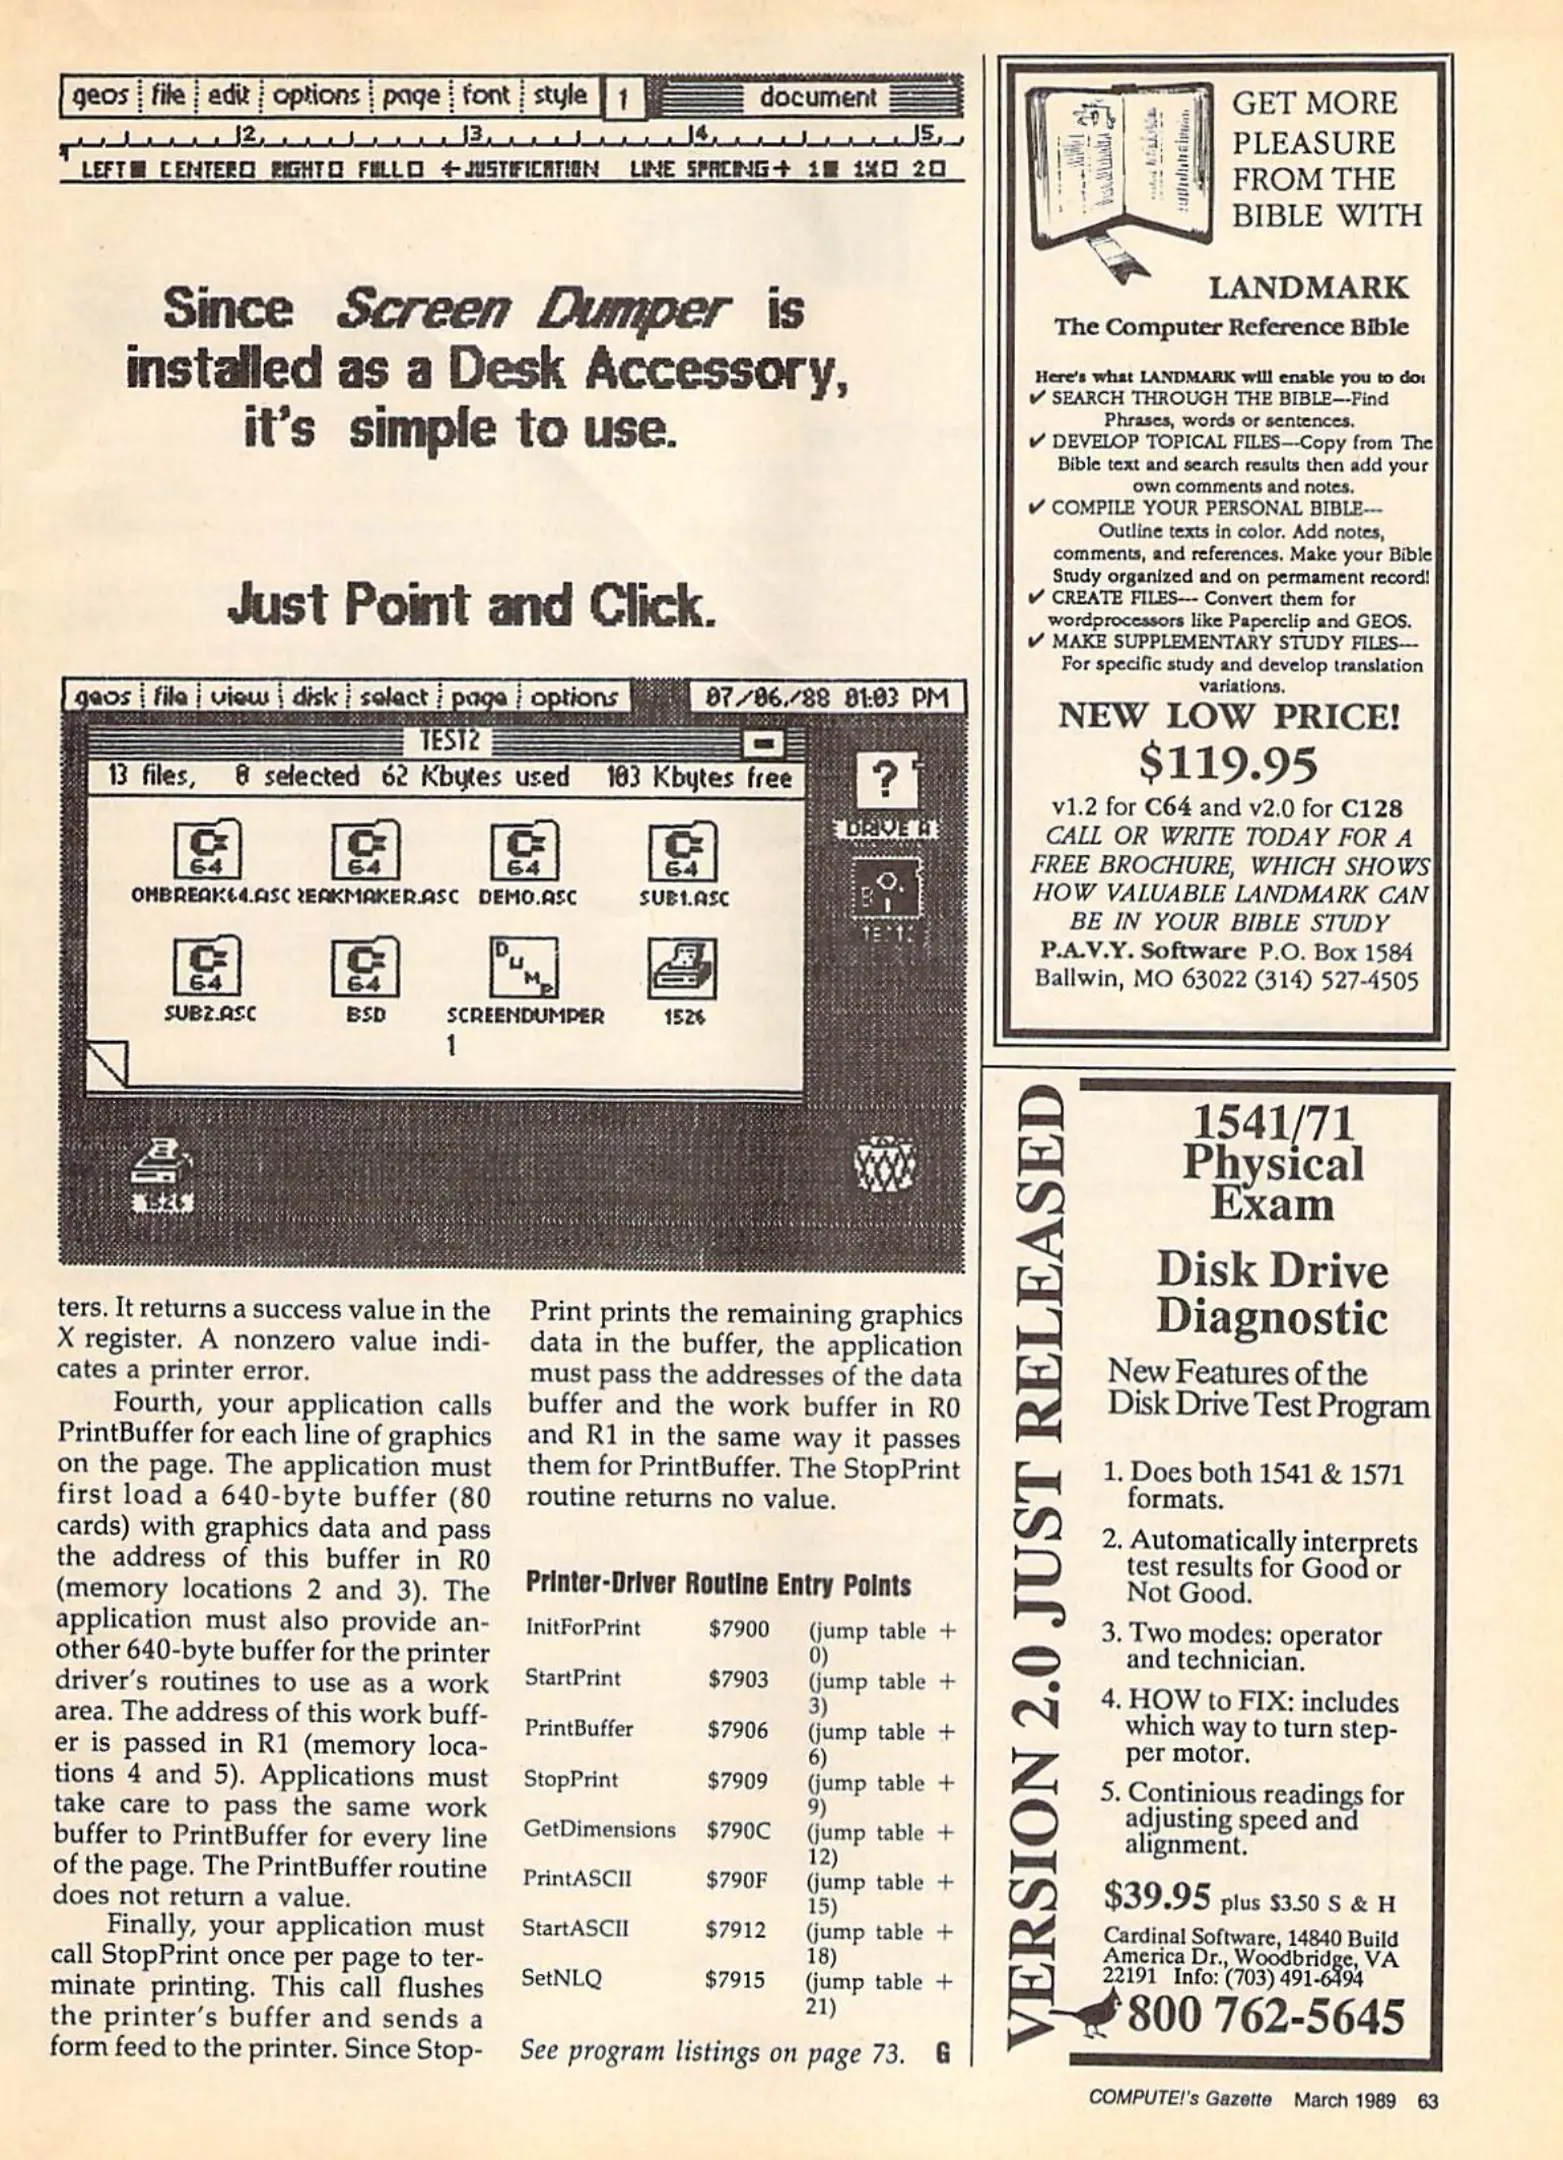 geos file edit options page font style 1 document
2 3 4 5
LEFT CENTER RIGHT FULL ←JUSTIFICATION LINE SPACING→ 1 1½ 2
Since Screen Dumper is
installed as a Desk Accessory,
it's simple to use.
Just Point and Click.
geos file view disk select page options 07/06/88 01:03 PM
TEST2
13 files, 0 selected 62 Kbytes used 103 Kbytes free
?
DRIVE A
C= 64 C= 64 C= 64 C= 64
OMBREAK64.ASC REAKMAKER.ASC DEMO.ASC SUB1.ASC
TEST2
C= 64 C= 64 DUMP
SUB2.ASC BSD SCREENDUMPER 1526
1
1526
ters. It returns a success value in the
X register. A nonzero value indi-
cates a printer error.
Fourth, your application calls
PrintBuffer for each line of graphics
on the page. The application must
first load a 640-byte buffer (80
cards) with graphics data and pass
the address of this buffer in R0
(memory locations 2 and 3). The
application must also provide an-
other 640-byte buffer for the printer
driver's routines to use as a work
area. The address of this work buff-
er is passed in R1 (memory loca-
tions 4 and 5). Applications must
take care to pass the same work
buffer to PrintBuffer for every line
of the page. The PrintBuffer routine
does not return a value.
Finally, your application must
call StopPrint once per page to ter-
minate printing. This call flushes
the printer's buffer and sends a
form feed to the printer. Since Stop-
Print prints the remaining graphics
data in the buffer, the application
must pass the addresses of the data
buffer and the work buffer in R0
and R1 in the same way it passes
them for PrintBuffer. The StopPrint
routine returns no value.
Printer-Driver Routine Entry Points
InitForPrint $7900 (jump table +
0)
StartPrint $7903 (jump table +
3)
PrintBuffer $7906 (jump table +
6)
StopPrint $7909 (jump table +
9)
GetDimensions $790C (jump table +
12)
PrintASCII $790F (jump table +
15)
StartASCII $7912 (jump table +
18)
SetNLQ $7915 (jump table +
21)
See program listings on page 73. G
GET MORE
PLEASURE
FROM THE
BIBLE WITH
LANDMARK
The Computer Reference Bible
Here's what LANDMARK will enable you to do:
✔ SEARCH THROUGH THE BIBLE—Find
Phrases, words or sentences.
✔ DEVELOP TOPICAL FILES—Copy from The
Bible text and search results then add your
own comments and notes.
✔ COMPILE YOUR PERSONAL BIBLE—
Outline texts in color. Add notes,
comments, and references. Make your Bible
Study organized and on permament record!
✔ CREATE FILES— Convert them for
wordprocessors like Paperclip and GEOS.
✔ MAKE SUPPLEMENTARY STUDY FILES—
For specific study and develop translation
variations.
NEW LOW PRICE!
$119.95
v1.2 for C64 and v2.0 for C128
CALL OR WRITE TODAY FOR A
FREE BROCHURE, WHICH SHOWS
HOW VALUABLE LANDMARK CAN
BE IN YOUR BIBLE STUDY
P.A.V.Y. Software P.O. Box 1584
Ballwin, MO 63022 (314) 527-4505
VERSION 2.0 JUST RELEASED
1541/71
Physical
Exam
Disk Drive
Diagnostic
New Features of the
Disk Drive Test Program
1. Does both 1541 & 1571
formats.
2. Automatically interprets
test results for Good or
Not Good.
3. Two modes: operator
and technician.
4. HOW to FIX: includes
which way to turn step-
per motor.
5. Continious readings for
adjusting speed and
alignment.
$39.95 plus $3.50 S & H
Cardinal Software, 14840 Build
America Dr., Woodbridge, VA
22191 Info: (703) 491-6494
800 762-5645
COMPUTE!'s Gazette March 1989 63